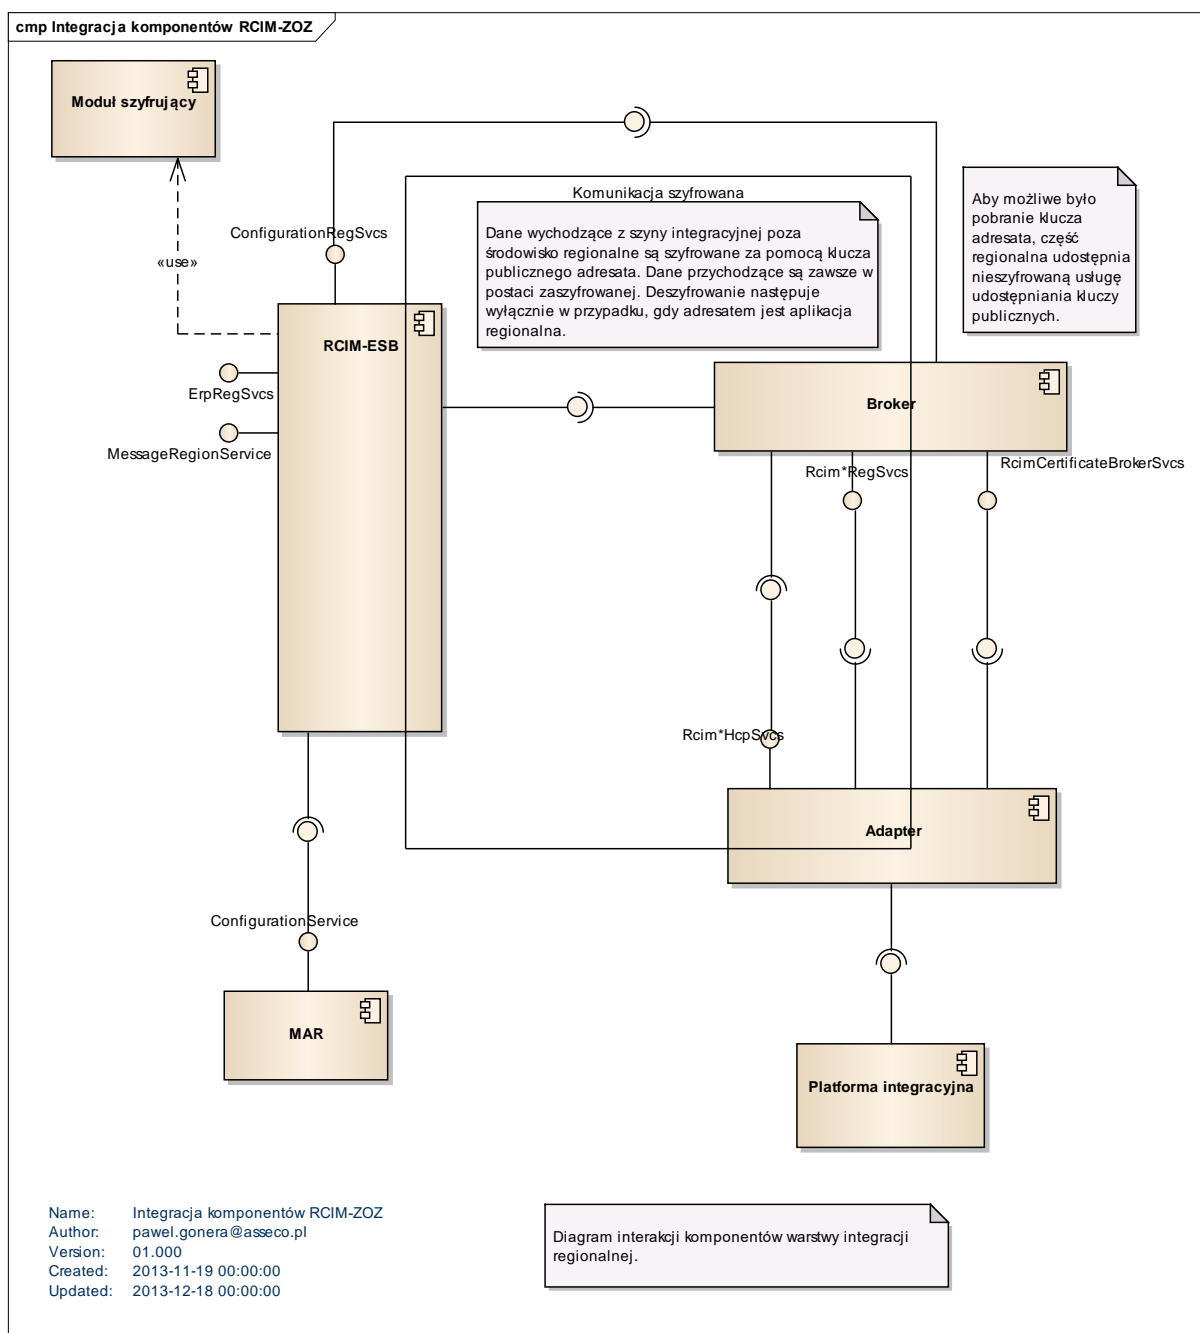 cmp Integracja komponentów RCIM-ZOZ
Moduł szyfrujący
Komunikacja szyfrowana
Aby możliwe było
pobranie klucza
adresata, część
regionalna udostępnia
nieszyfrowaną usługę
udostępniania kluczy
publicznych.
ConfigurationRegSvcs
Dane wychodzące z szyny integracyjnej poza
środowisko regionalne są szyfrowane za pomocą klucza
publicznego adresata. Dane przychodzące są zawsze w
postaci zaszyfrowanej. Deszyfrowanie następuje
wyłącznie w przypadku, gdy adresatem jest aplikacja
regionalna.
«use»
RCIM-ESB
ErpRegSvcs
MessageRegionService
Broker
Rcim*RegSvcs
RcimCertificateBrokerSvcs
Rcim*HcpSvcs
Adapter
ConfigurationService
MAR
Platforma integracyjna
Name: Integracja komponentów RCIM-ZOZ
Author: pawel.gonera@asseco.pl
Version: 01.000
Created: 2013-11-19 00:00:00
Updated: 2013-12-18 00:00:00
Diagram interakcji komponentów warstwy integracji
regionalnej.